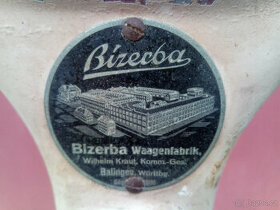 Bizerba
Bizerba Waagenfabrik,
Wilhelm Kraut, Komm.-Ges.
Balingen, Württbg.